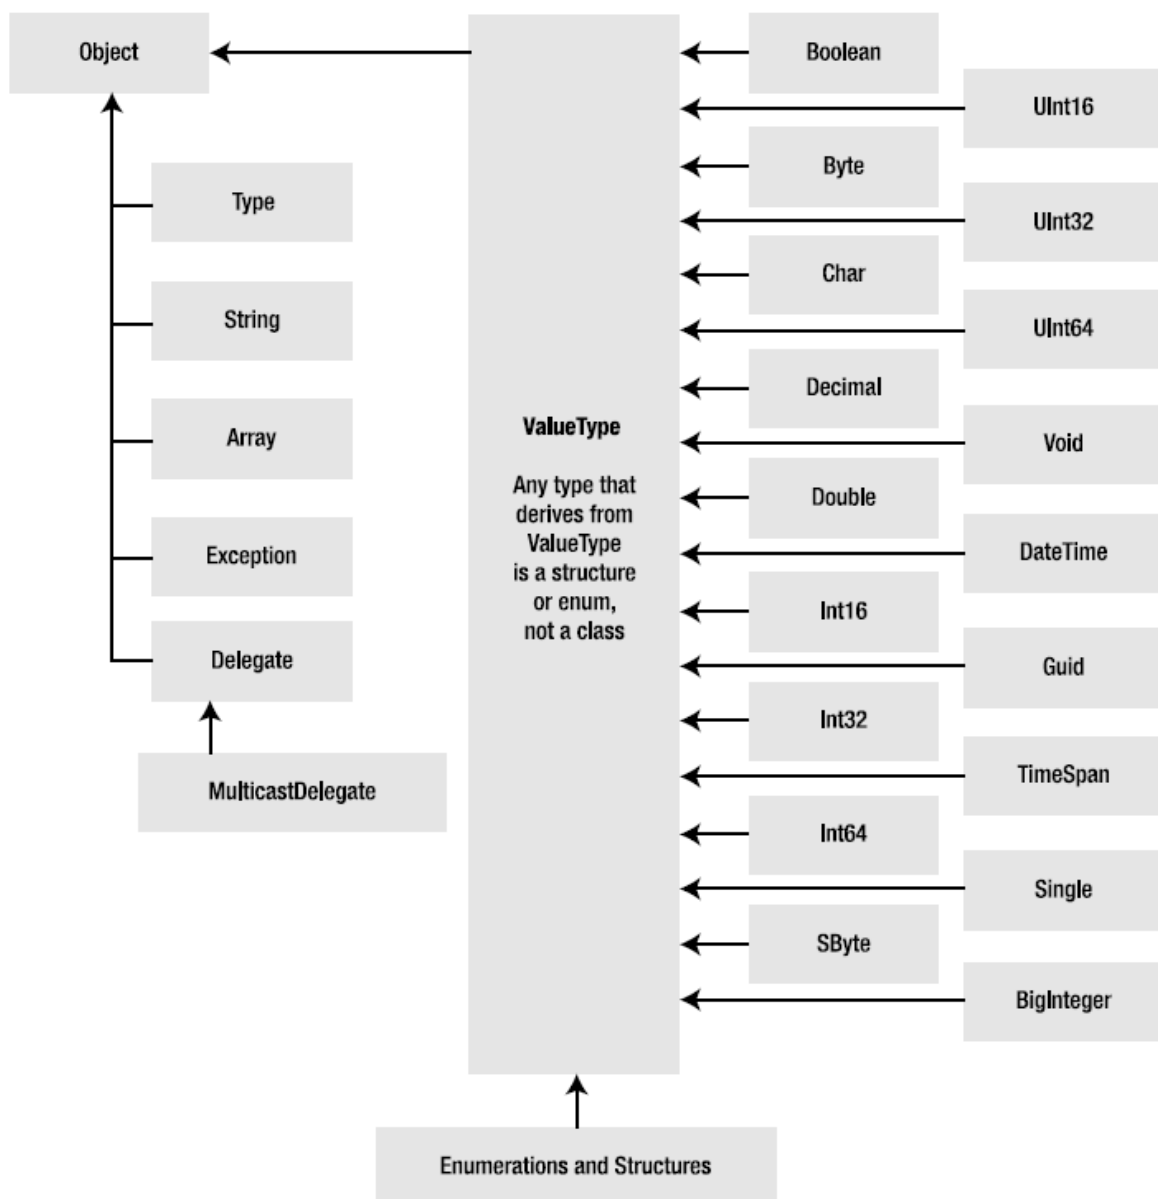 Object
Type
String
Array
Exception
Delegate
MulticastDelegate
ValueType
Any type that
derives from
ValueType
is a structure
or enum,
not a class
Boolean
UInt16
Byte
UInt32
Char
UInt64
Decimal
Void
Double
DateTime
Int16
Guid
Int32
TimeSpan
Int64
Single
SByte
BigInteger
Enumerations and Structures